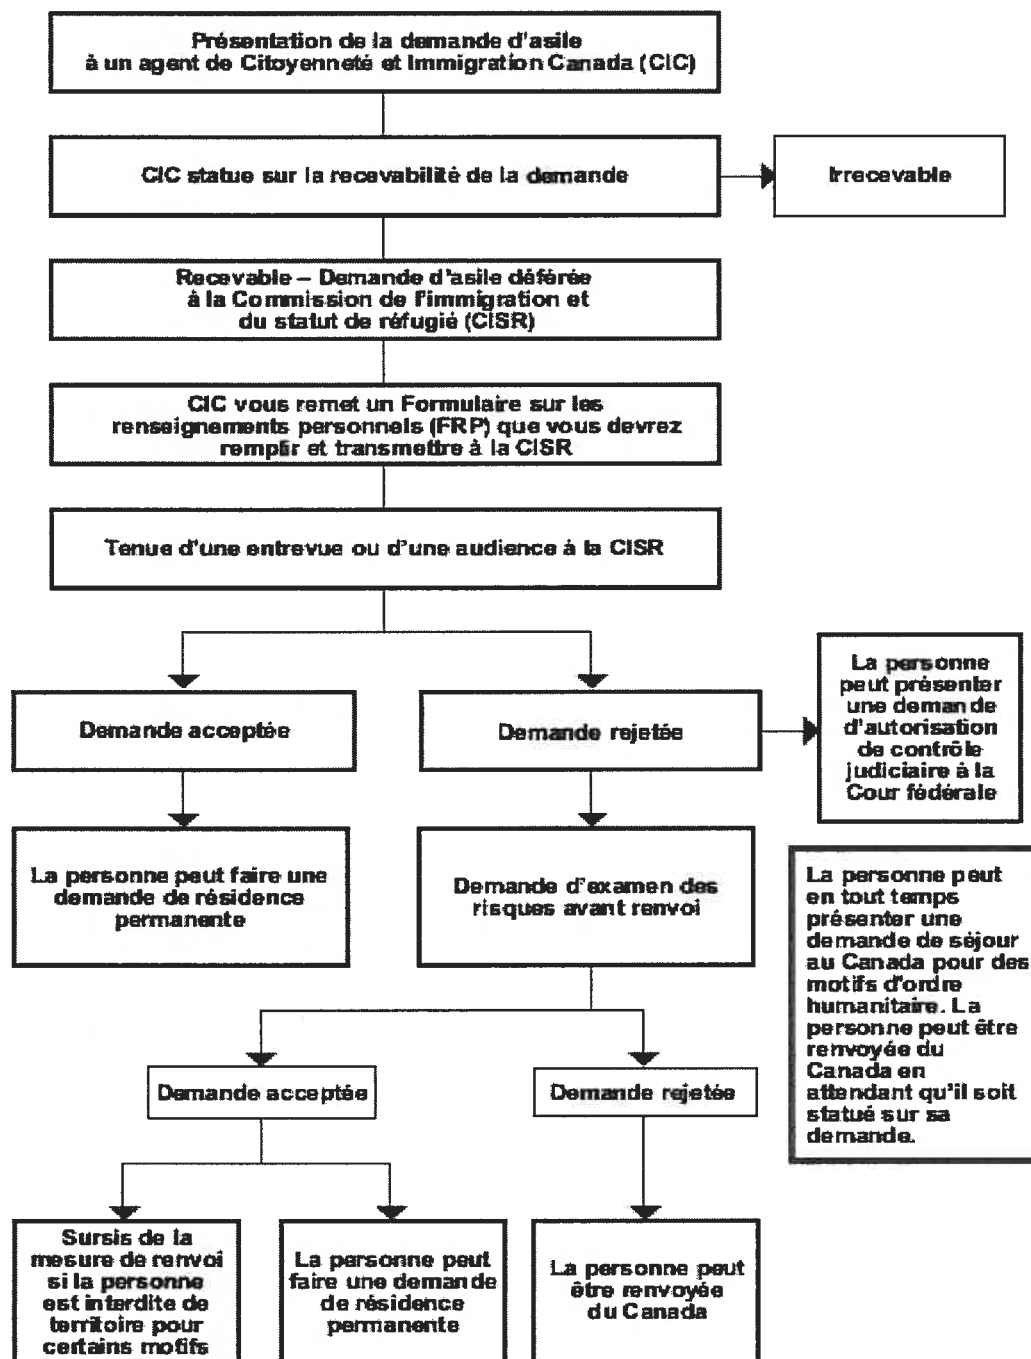 Présentation de la demande d'asile
à un agent de Citoyenneté et Immigration Canada (CIC)
CIC statue sur la recevabilité de la demande
Irrecevable
Recevable – Demande d'asile déférée
à la Commission de l'immigration et
du statut de réfugié (CISR)
CIC vous remet un Formulaire sur les
renseignements personnels (FRP) que vous devrez
remplir et transmettre à la CISR
Tenue d'une entrevue ou d'une audience à la CISR
Demande acceptée
Demande rejetée
La personne
peut présenter
une demande
d'autorisation
de contrôle
judiciaire à la
Cour fédérale
La personne peut faire une
demande de résidence
permanente
Demande d'examen des
risques avant renvoi
La personne peut
en tout temps
présenter une
demande de séjour
au Canada pour des
motifs d'ordre
humanitaire. La
personne peut être
renvoyée du
Canada en
attendant qu'il soit
statué sur sa
demande.
Demande acceptée
Demande rejetée
Sursis de la
mesure de renvoi
si la personne
est interdite de
territoire pour
certains motifs
La personne peut
faire une demande
de résidence
permanente
La personne peut
être renvoyée
du Canada